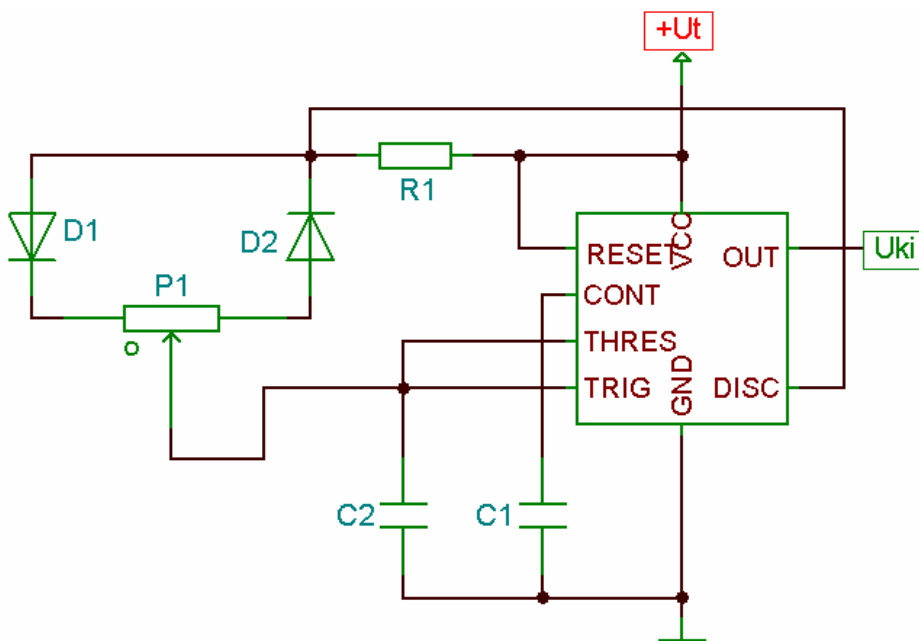 +Ut
R1
D1
D2
P1
o
RESET
VCC
OUT
Uki
CONT
THRES
TRIG
GND
DISC
C2
C1